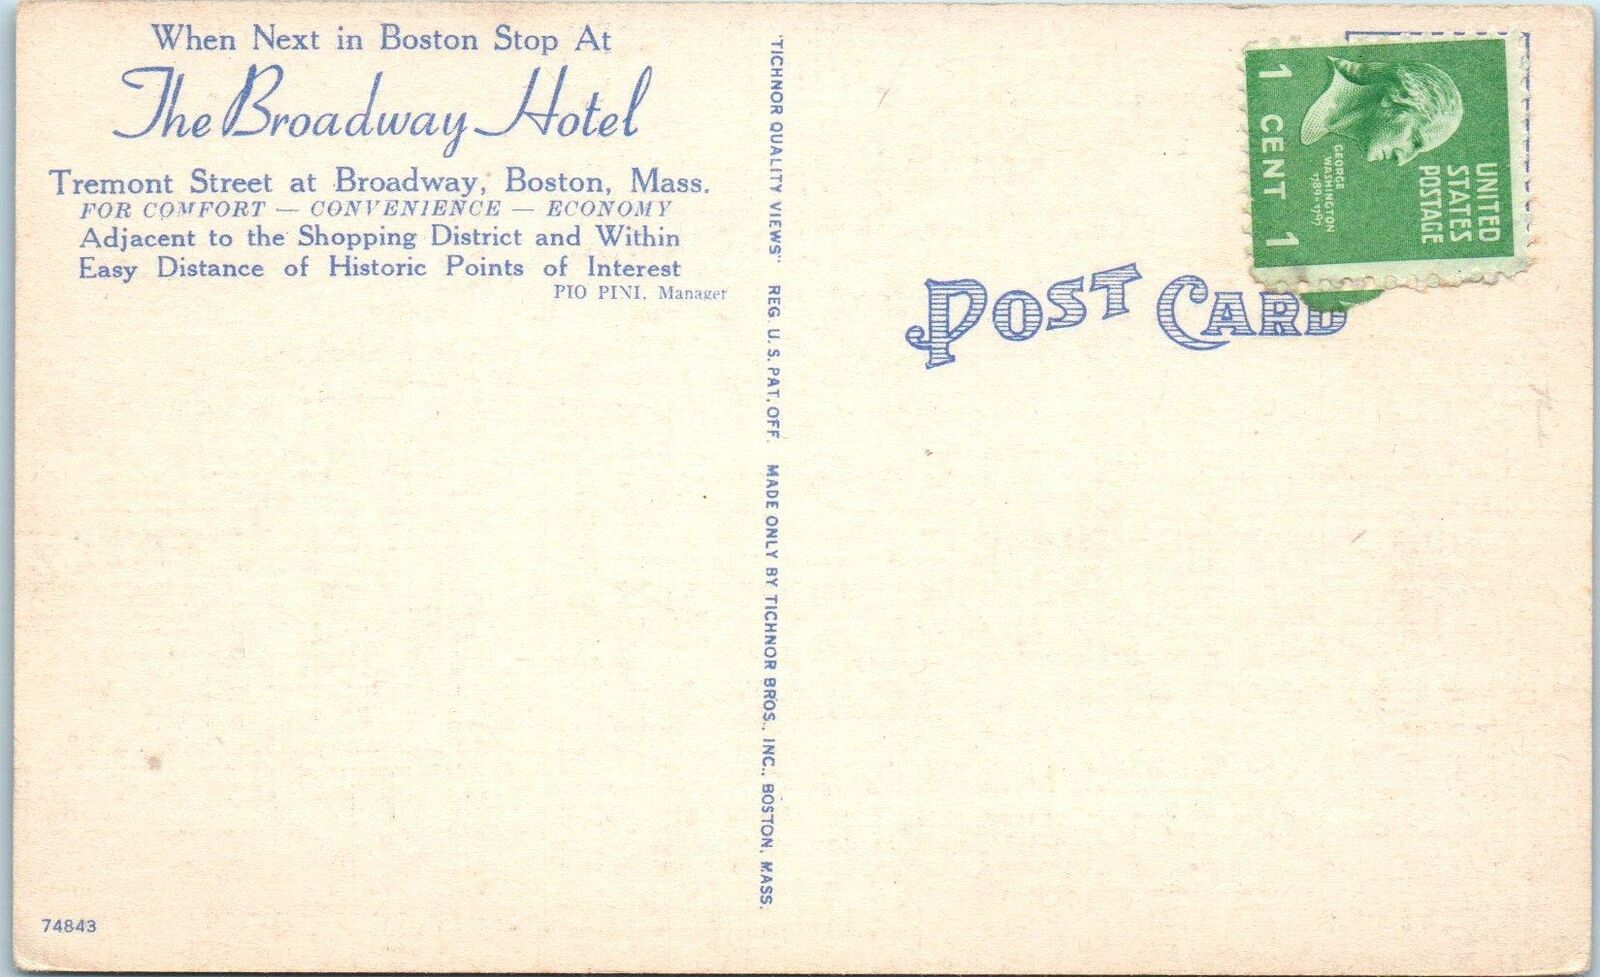 When Next in Boston Stop At
The Broadway Hotel
Tremont Street at Broadway, Boston, Mass.
FOR COMFORT — CONVENIENCE — ECONOMY
Adjacent to the Shopping District and Within
Easy Distance of Historic Points of Interest
PIO PINI, Manager
74843
"TICHNOR QUALITY VIEWS" REG. U. S. PAT. OFF. MADE ONLY BY TICHNOR BROS., INC., BOSTON, MASS.
POST CARD
UNITED
STATES
POSTAGE
GEORGE
WASHINGTON
1789-1797
1 CENT 1